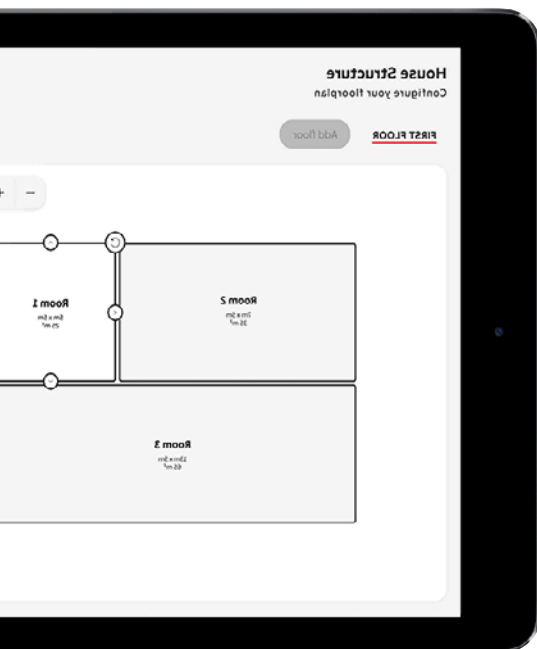 House Structure
Configure your floorplan
FIRST FLOOR
Add floor
− +
Room 2
7m x 5m
35 m²
Room 1
5m x 5m
25 m²
Room 3
13m x 5m
65 m²